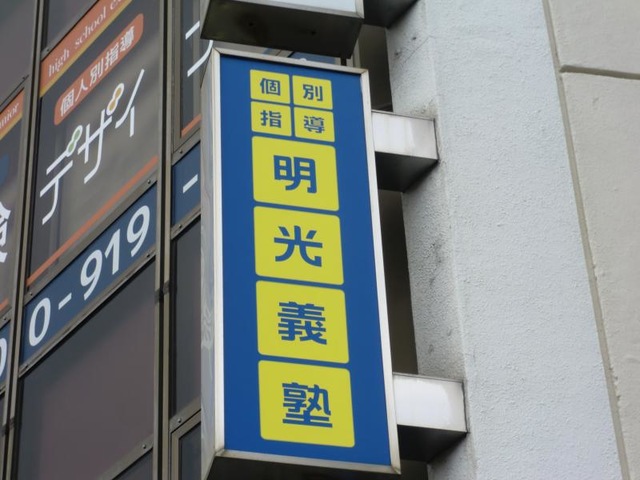 個別
指導
明
光
義
塾
high school
個人別指導
デザイ
0-919